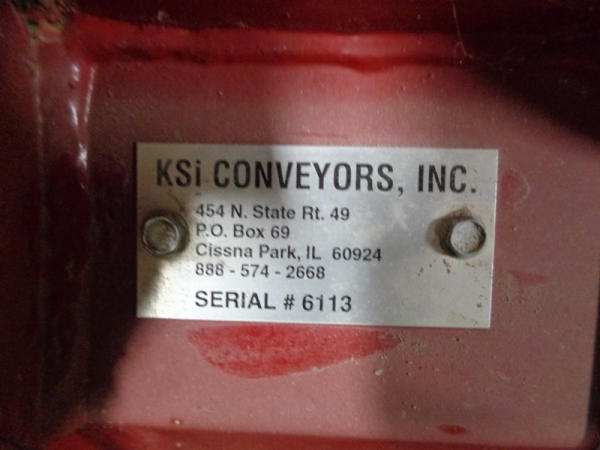 KSi CONVEYORS, INC.
454 N. State Rt. 49
P.O. Box 69
Cissna Park, IL 60924
888 - 574 - 2668
SERIAL # 6113